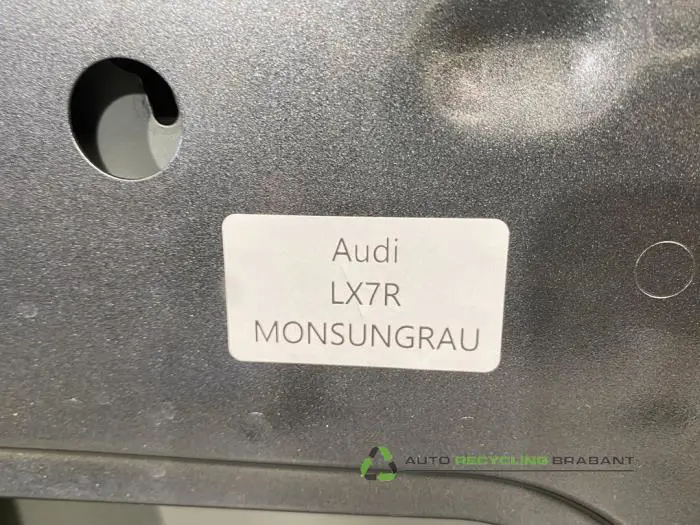 Audi
LX7R
MONSUNGRAU
AUTO RECYCLING BRABANT